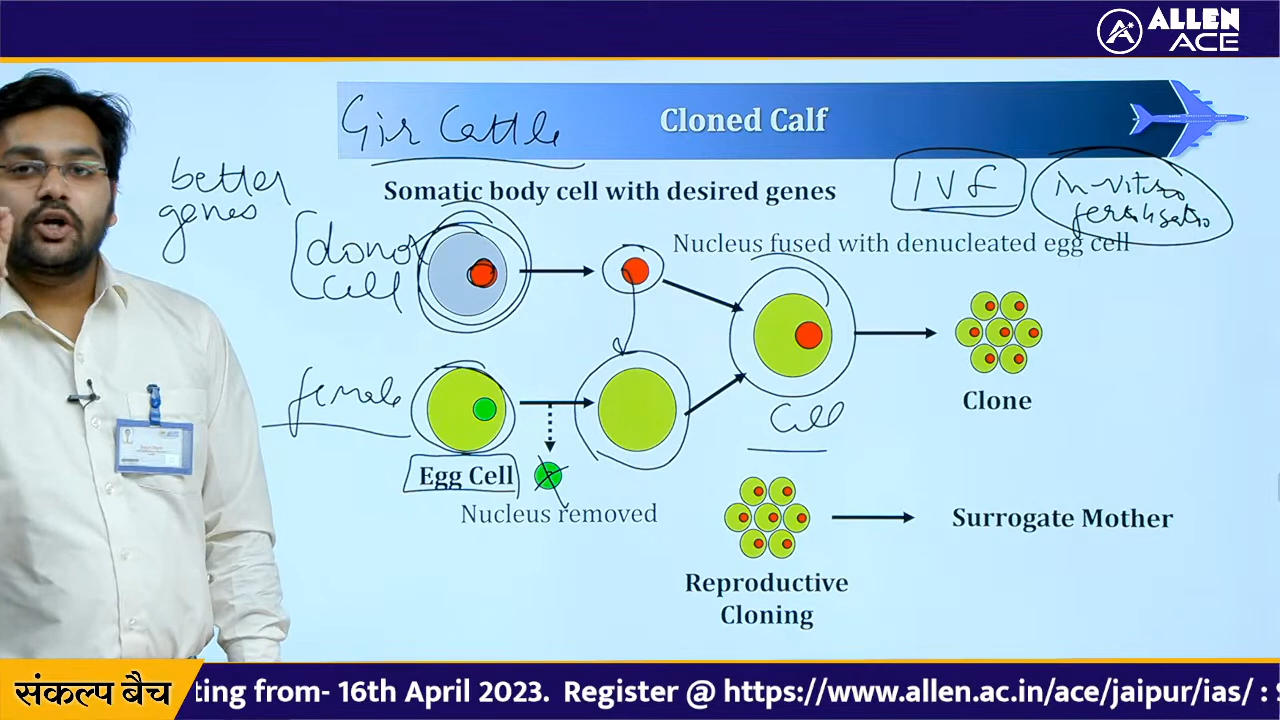 ALLEN
ACE
Gir Cattle
Cloned Calf
better
genes
Somatic body cell with desired genes
IVF
in-vitro
fertilisatio
donor
cell
Nucleus fused with denucleated egg cell
female
Egg Cell
Nucleus removed
Cell
Clone
Reproductive
Cloning
Surrogate Mother
संकल्प बैच
ting from- 16th April 2023. Register @ https://www.allen.ac.in/ace/jaipur/ias/ : S